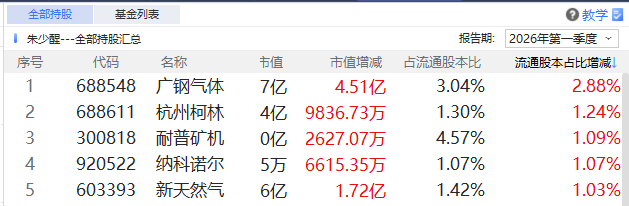 全部持股 基金列表 ? 教学
朱少醒---全部持股汇总 报告期: 2026年第一季度
序号 代码 名称 市值 市值增减 占流通股本比 流通股本占比增减↓
1 688548 广钢气体 7亿 4.51亿 3.04% 2.88%
2 688611 杭州柯林 4亿 9836.73万 1.30% 1.24%
3 300818 耐普矿机 0亿 2627.07万 4.57% 1.09%
4 920522 纳科诺尔 5万 6615.35万 1.07% 1.07%
5 603393 新天然气 6亿 1.72亿 1.42% 1.03%